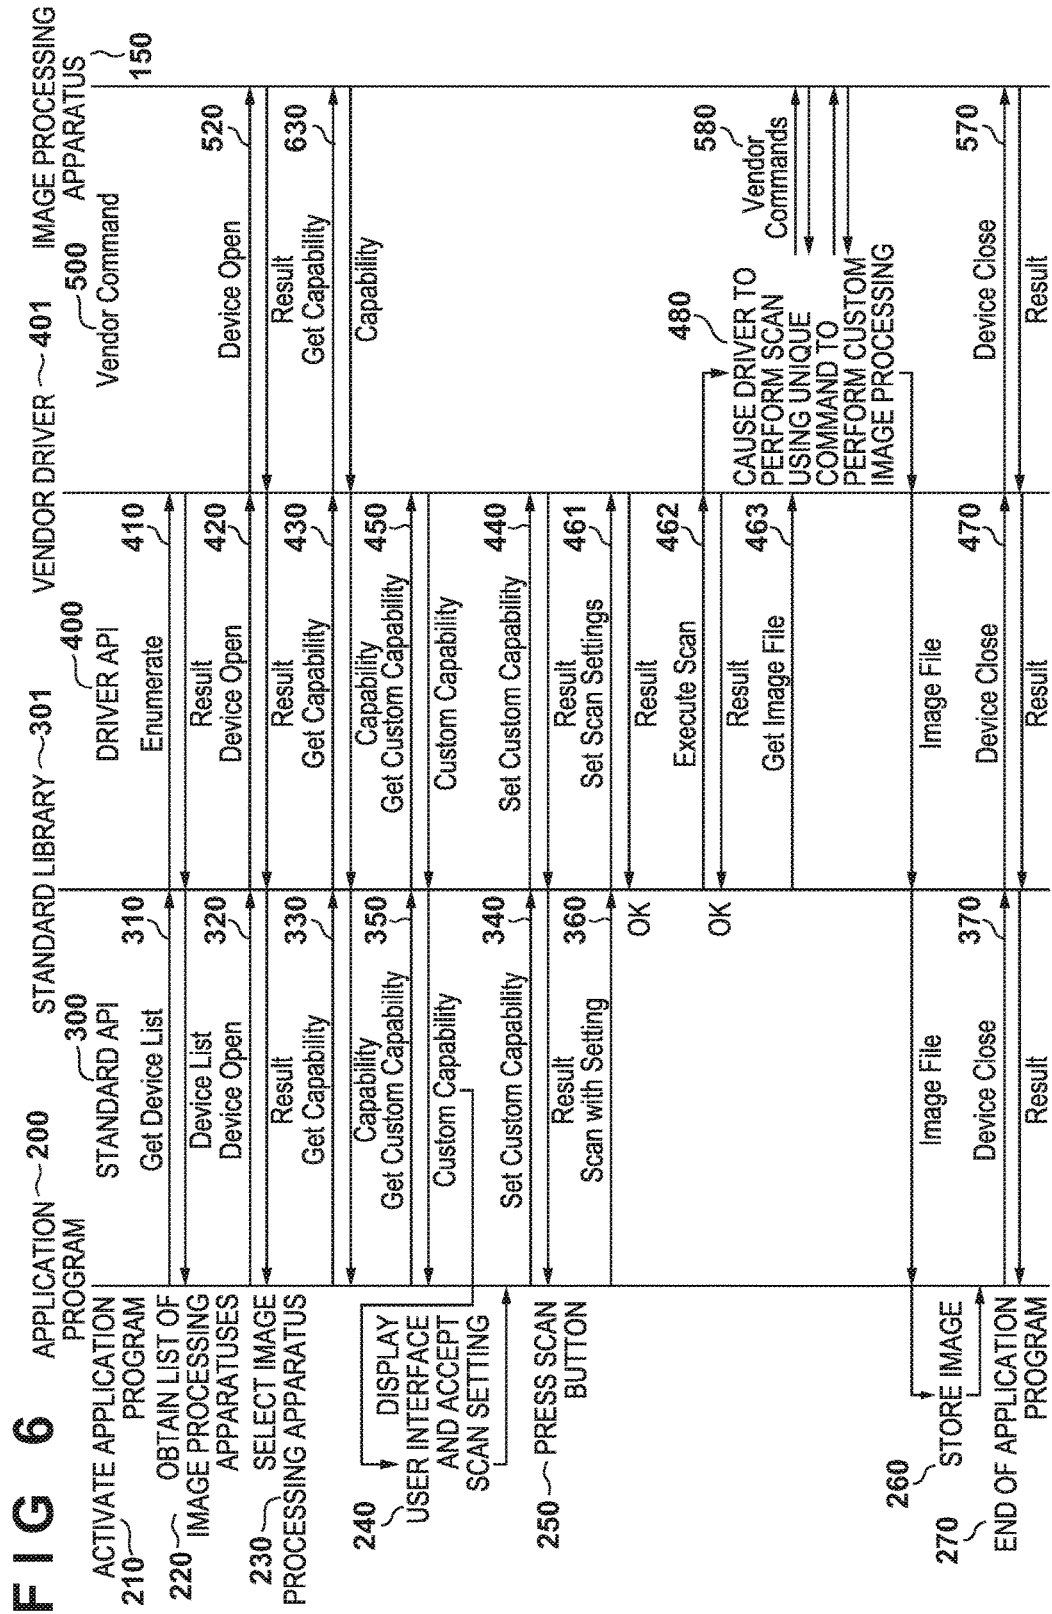 FIG 6
APPLICATION ~200
PROGRAM
STANDARD LIBRARY ~301
VENDOR DRIVER ~401
IMAGE PROCESSING
APPARATUS
150
300
STANDARD API
400
DRIVER API
500
Vendor Command
ACTIVATE APPLICATION
PROGRAM
210
Get Device List
310
Enumerate
410
OBTAIN LIST OF
IMAGE PROCESSING
APPARATUSES
220
Device List
Result
Device Open
320
Device Open
420
Device Open
520
SELECT IMAGE
PROCESSING APPARATUS
230
Result
Result
Result
Get Capability
330
Get Capability
430
Get Capability
630
Capability
Capability
Capability
Get Custom Capability
350
Get Custom Capability
450
Custom Capability
Custom Capability
DISPLAY
USER INTERFACE
AND ACCEPT
SCAN SETTING
240
Set Custom Capability
340
Set Custom Capability
440
Result
Result
250 ~ PRESS SCAN
BUTTON
Scan with Setting
360
Set Scan Settings
461
OK
Result
Execute Scan
462
OK
Result
Get Image File
463
480
CAUSE DRIVER TO
PERFORM SCAN
USING UNIQUE
COMMAND TO
PERFORM CUSTOM
IMAGE PROCESSING
580
Vendor
Commands
Image File
Image File
260
STORE IMAGE
270
END OF APPLICATION
PROGRAM
Device Close
370
Device Close
470
Device Close
570
Result
Result
Result